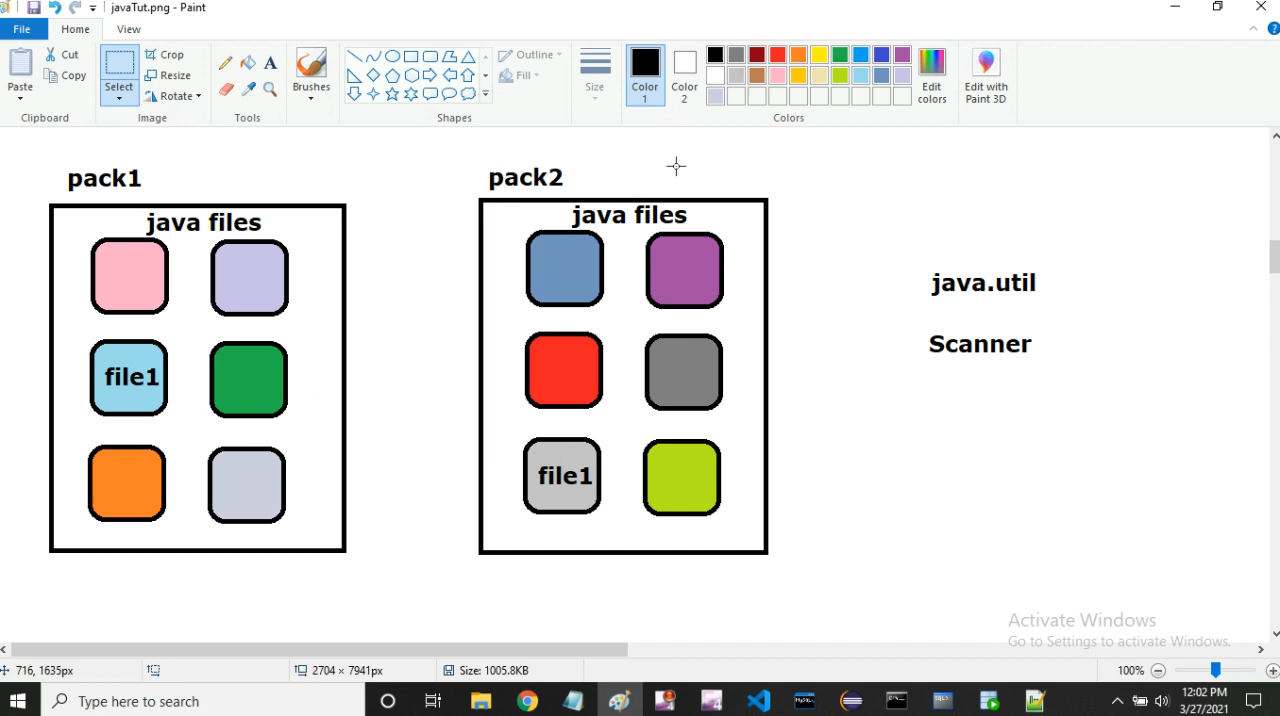 javaTut.png - Paint
File
Home
View
Paste
Cut
Copy
Clipboard
Select
Crop
Resize
Rotate
Image
Tools
Brushes
Shapes
Outline
Fill
Size
Color 1
Color 2
Edit colors
Colors
Edit with Paint 3D
pack1
java files
file1
pack2
java files
file1
java.util
Scanner
Activate Windows
Go to Settings to activate Windows.
716, 1635px
2704 × 7941px
Size: 1005.8KB
100%
Type here to search
12:02 PM
3/27/2021